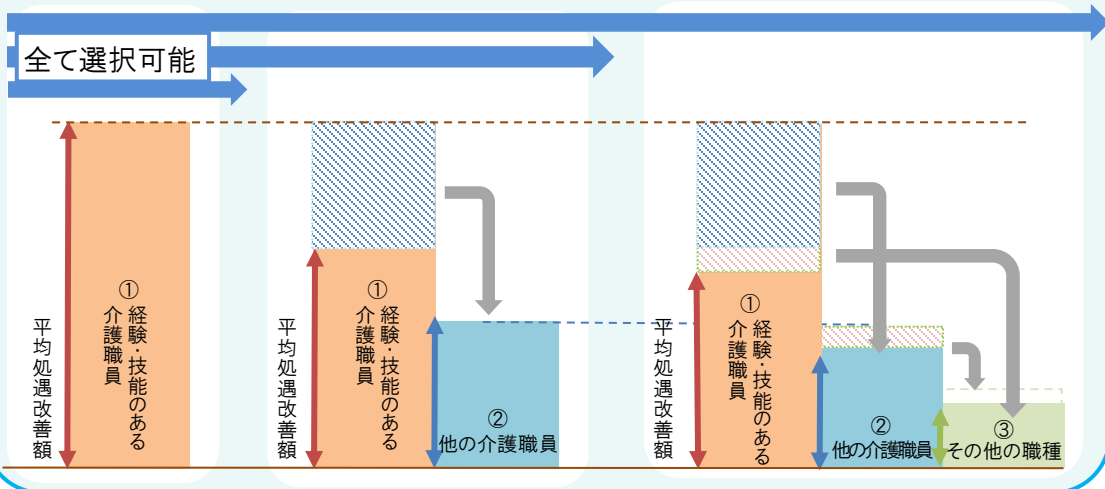 全て選択可能
平均処遇改善額
①
経験・技能のある
介護職員
平均処遇改善額
①
経験・技能のある
介護職員
②
他の介護職員
平均処遇改善額
①
経験・技能のある
介護職員
②
他の介護職員
③
その他の職種